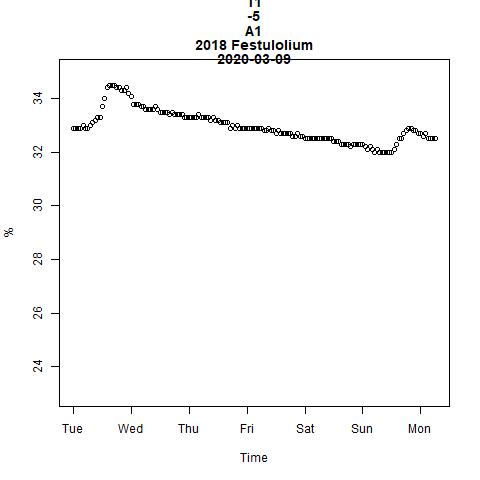 T1
-5
A1
2018 Festulolium
2020-03-09
34
32
30
28
26
24
%
Tue Wed Thu Fri Sat Sun Mon
Time